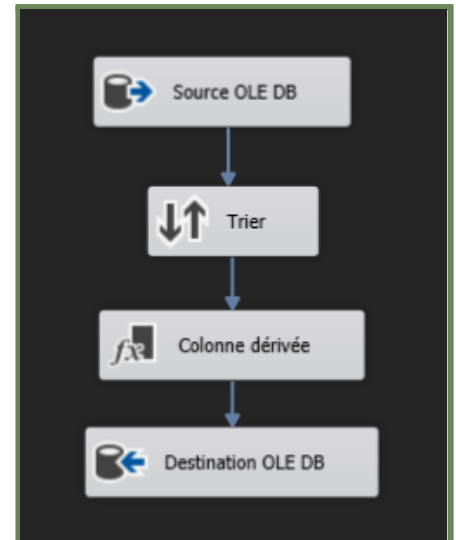 Source OLE DB
Trier
Colonne dérivée
Destination OLE DB